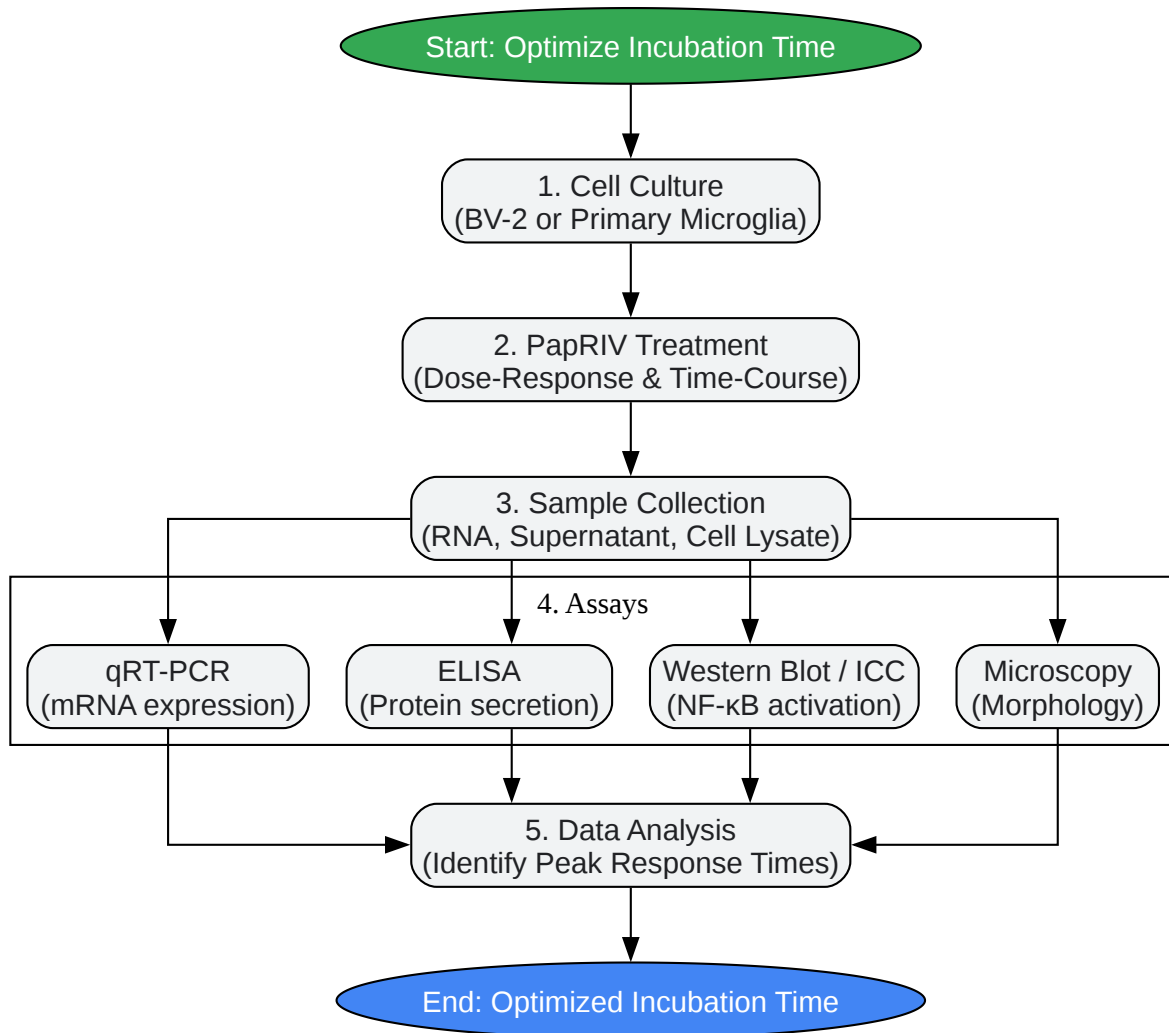 Start: Optimize Incubation Time
1. Cell Culture
(BV-2 or Primary Microglia)
2. PapRIV Treatment
(Dose-Response & Time-Course)
3. Sample Collection
(RNA, Supernatant, Cell Lysate)
4. Assays
qRT-PCR
(mRNA expression)
ELISA
(Protein secretion)
Western Blot / ICC
(NF-κB activation)
Microscopy
(Morphology)
5. Data Analysis
(Identify Peak Response Times)
End: Optimized Incubation Time